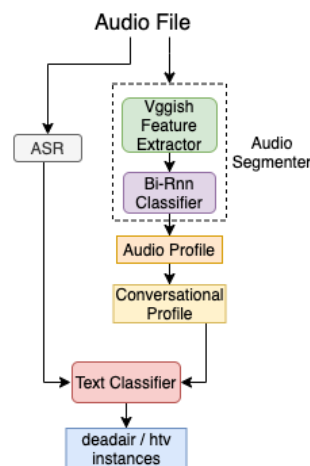 Audio File
Vggish
Feature
Extractor
Audio
Segmenter
ASR
Bi-Rnn
Classifier
Audio Profile
Conversational
Profile
Text Classifier
deadair / htv
instances